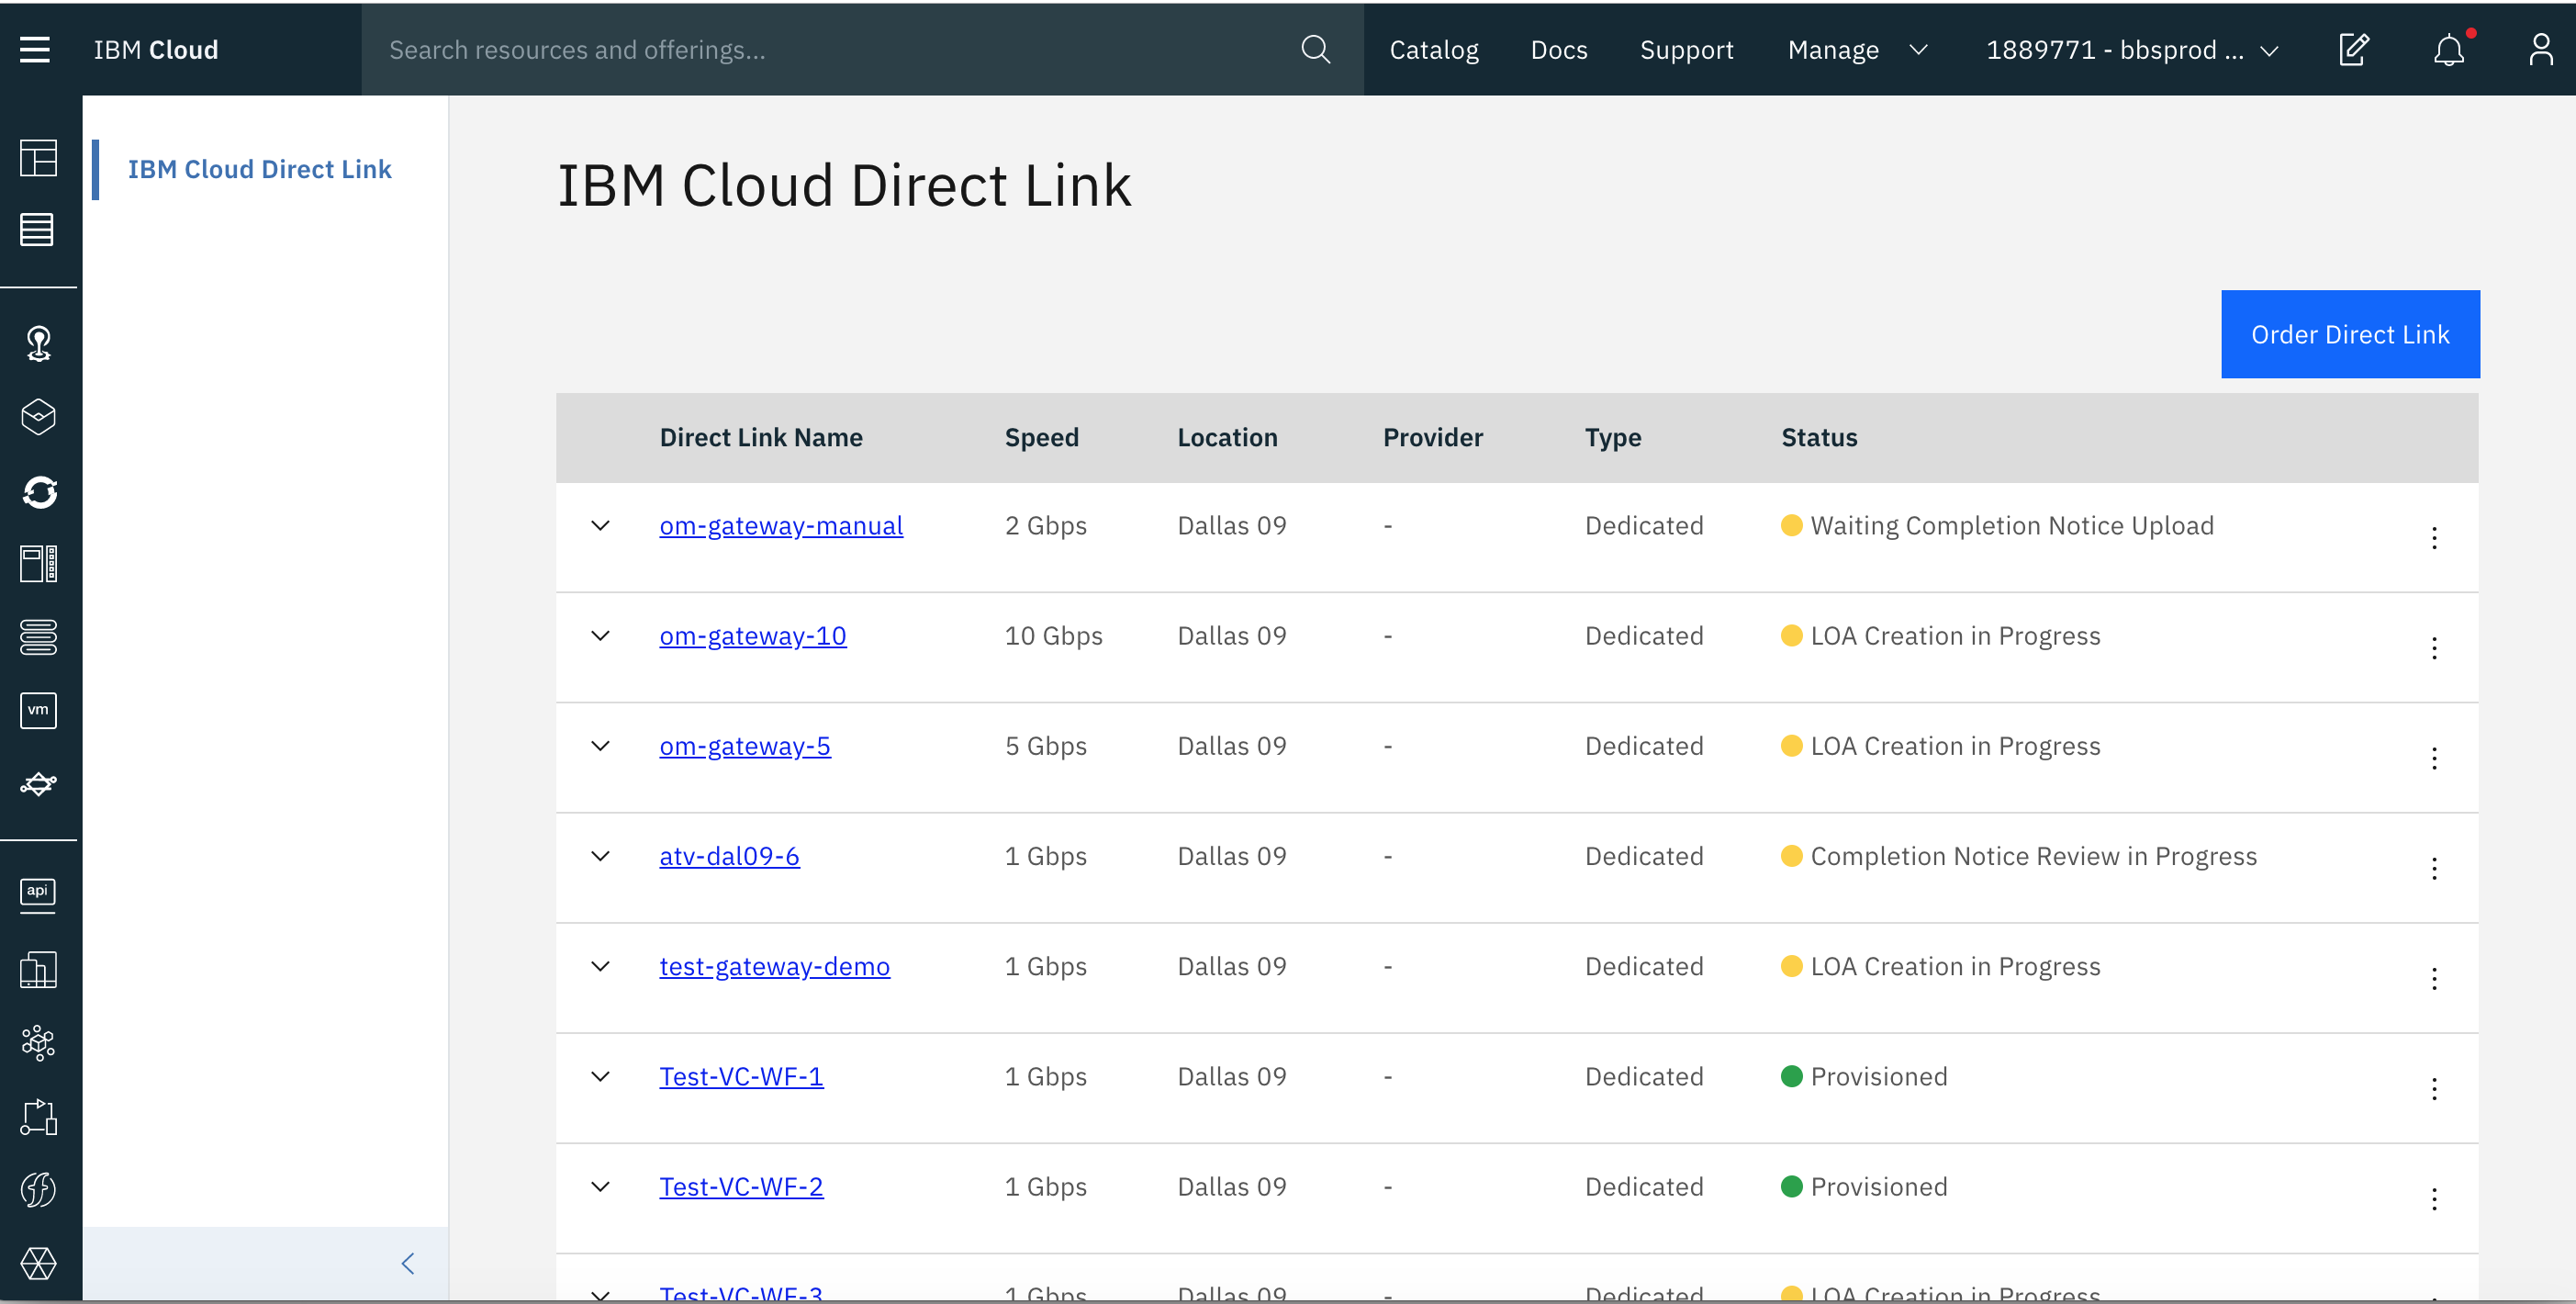 IBM Cloud
Search resources and offerings...
Catalog
Docs
Support
Manage
1889771 - bbsprod ...
IBM Cloud Direct Link
IBM Cloud Direct Link
Order Direct Link
Direct Link Name Speed Location Provider Type Status
om-gateway-manual 2 Gbps Dallas 09 - Dedicated Waiting Completion Notice Upload
om-gateway-10 10 Gbps Dallas 09 - Dedicated LOA Creation in Progress
om-gateway-5 5 Gbps Dallas 09 - Dedicated LOA Creation in Progress
atv-dal09-6 1 Gbps Dallas 09 - Dedicated Completion Notice Review in Progress
test-gateway-demo 1 Gbps Dallas 09 - Dedicated LOA Creation in Progress
Test-VC-WF-1 1 Gbps Dallas 09 - Dedicated Provisioned
Test-VC-WF-2 1 Gbps Dallas 09 - Dedicated Provisioned
Test-VC-WF-3 1 Gbps Dallas 09 - Dedicated LOA Creation in Progress
vm
api